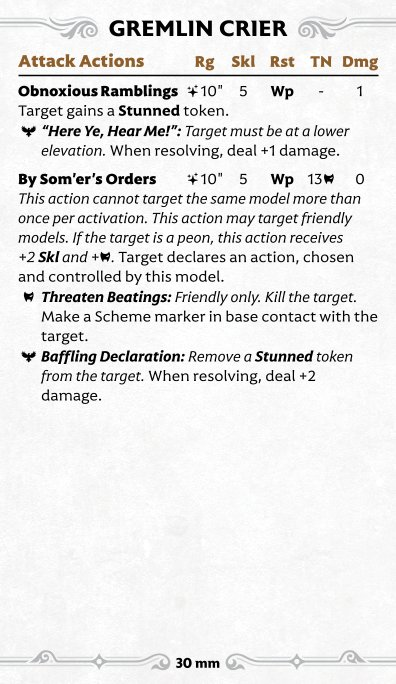 GREMLIN CRIER
Attack Actions Rg Skl Rst TN Dmg
Obnoxious Ramblings 10" 5 Wp - 1
Target gains a Stunned token.
“Here Ye, Hear Me!”: Target must be at a lower
elevation. When resolving, deal +1 damage.
By Som’er’s Orders 10" 5 Wp 13 0
This action cannot target the same model more than
once per activation. This action may target friendly
models. If the target is a peon, this action receives
+2 Skl and +. Target declares an action, chosen
and controlled by this model.
Threaten Beatings: Friendly only. Kill the target.
Make a Scheme marker in base contact with the
target.
Baffling Declaration: Remove a Stunned token
from the target. When resolving, deal +2
damage.
30 mm